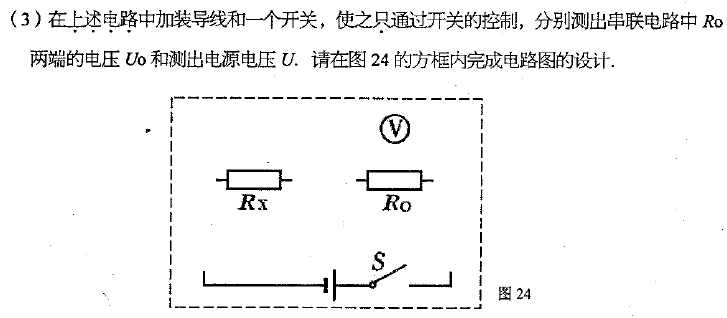 (3)在上述电路中加装导线和一个开关,使之只通过开关的控制,分别测出串联电路中 Ro
两端的电压 Uo 和测出电源电压 U. 请在图 24 的方框内完成电路图的设计.
V
Rx
Ro
S
图 24